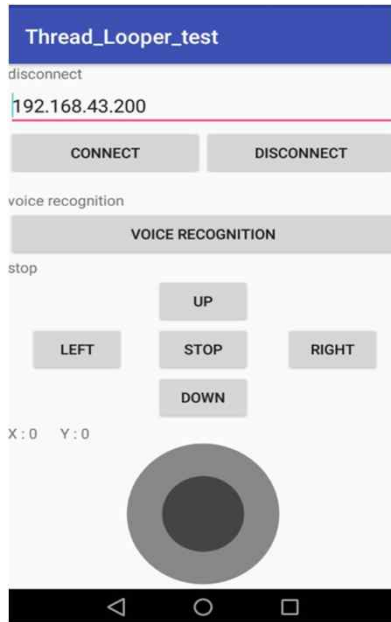 Thread_Looper_test
disconnect
192.168.43.200
CONNECT DISCONNECT
voice recognition
VOICE RECOGNITION
stop
UP
LEFT STOP RIGHT
DOWN
X : 0 Y : 0